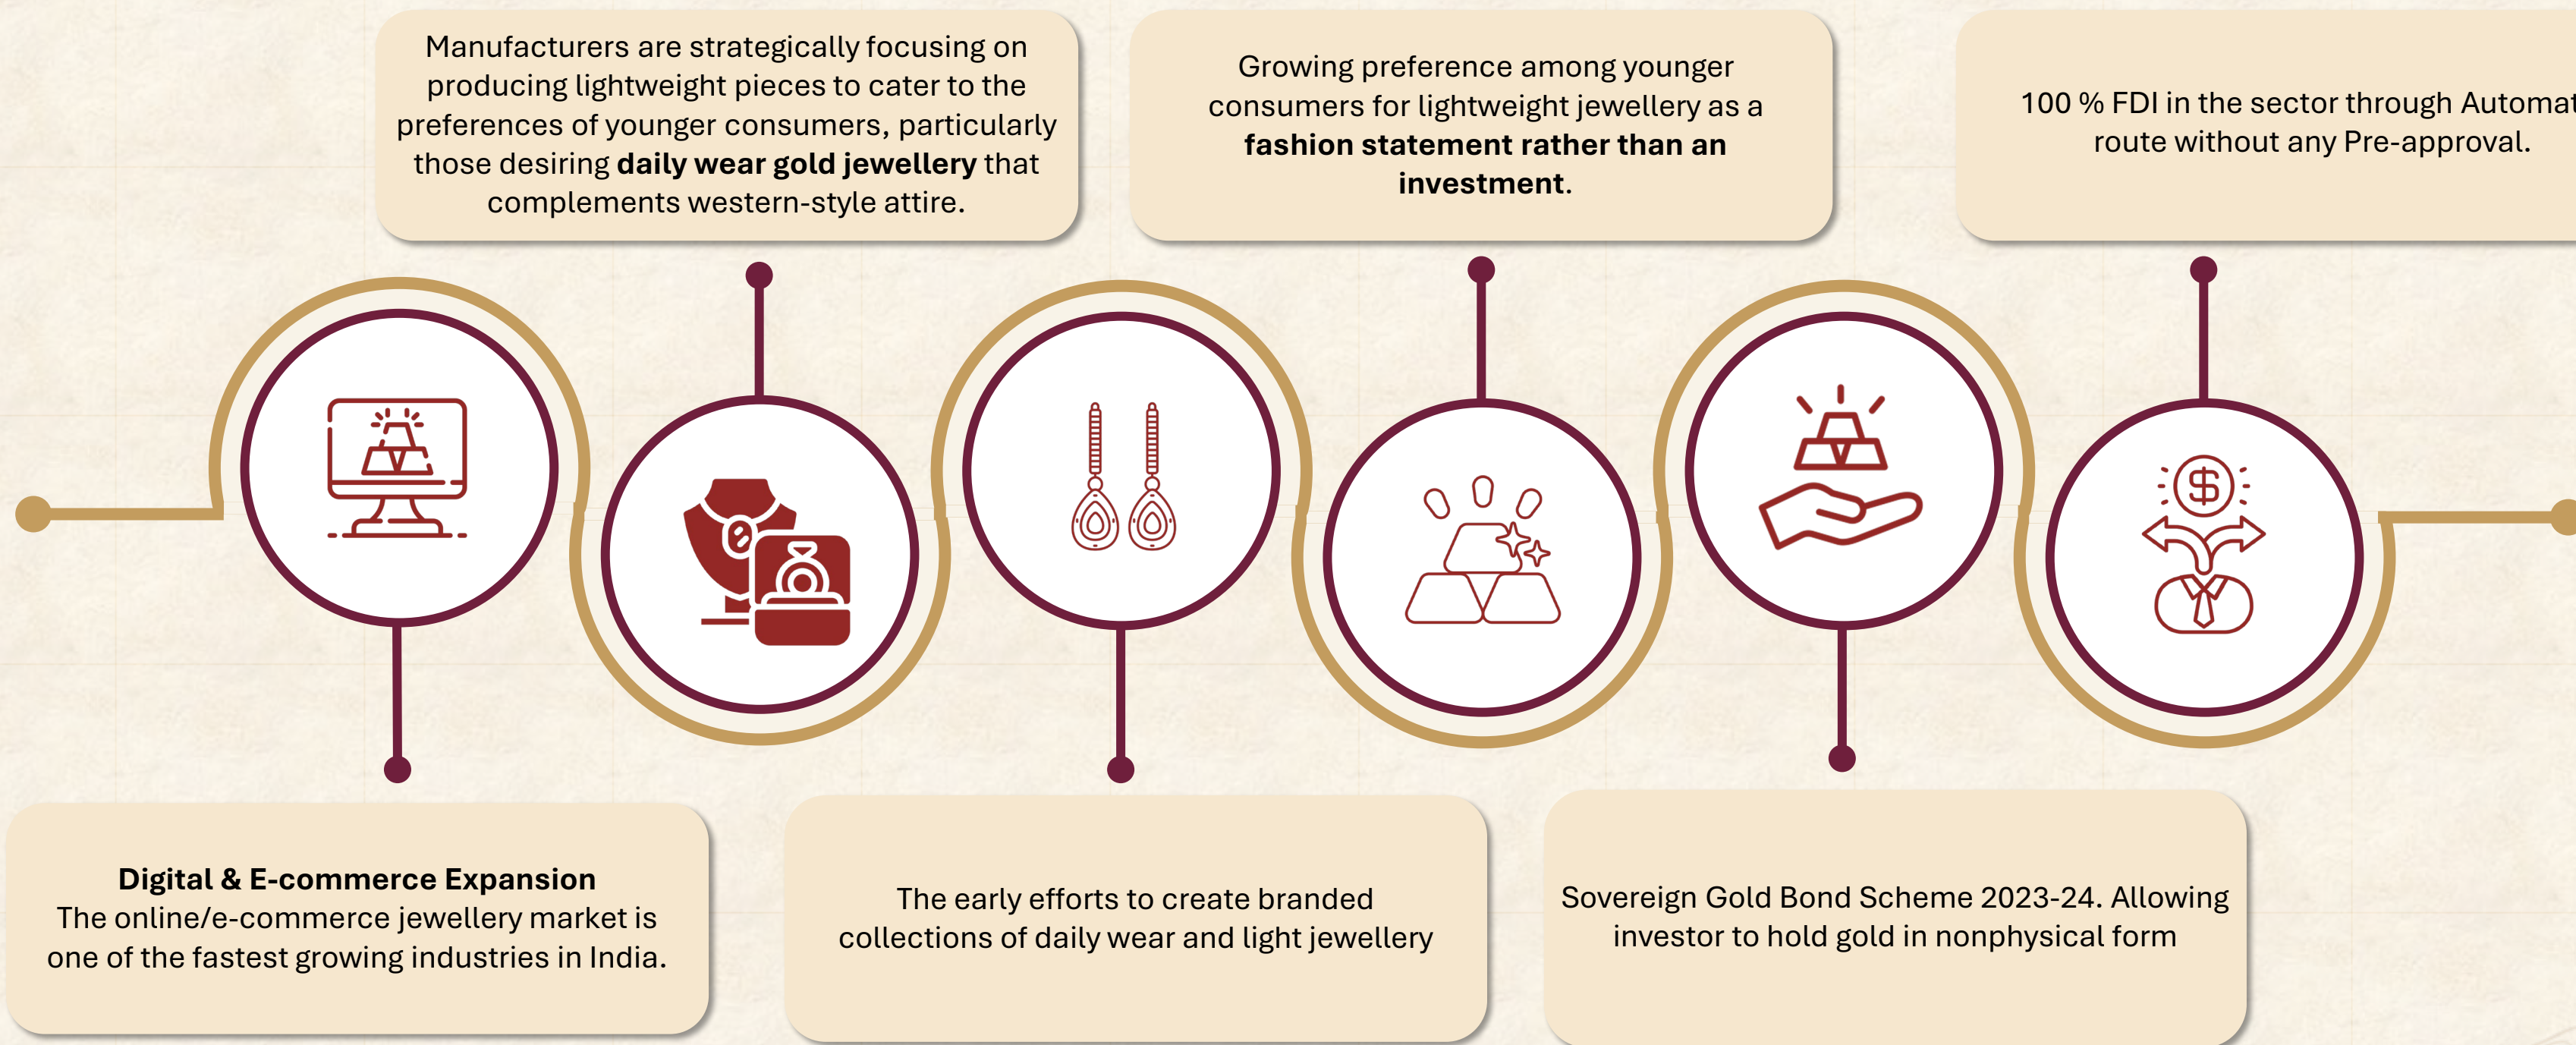 Manufacturers are strategically focusing on
producing lightweight pieces to cater to the
preferences of younger consumers, particularly
those desiring daily wear gold jewellery that
complements western-style attire.
Growing preference among younger
consumers for lightweight jewellery as a
fashion statement rather than an
investment.
100 % FDI in the sector through Automat
route without any Pre-approval.
Digital & E-commerce Expansion
The online/e-commerce jewellery market is
one of the fastest growing industries in India.
The early efforts to create branded
collections of daily wear and light jewellery
Sovereign Gold Bond Scheme 2023-24. Allowing
investor to hold gold in nonphysical form